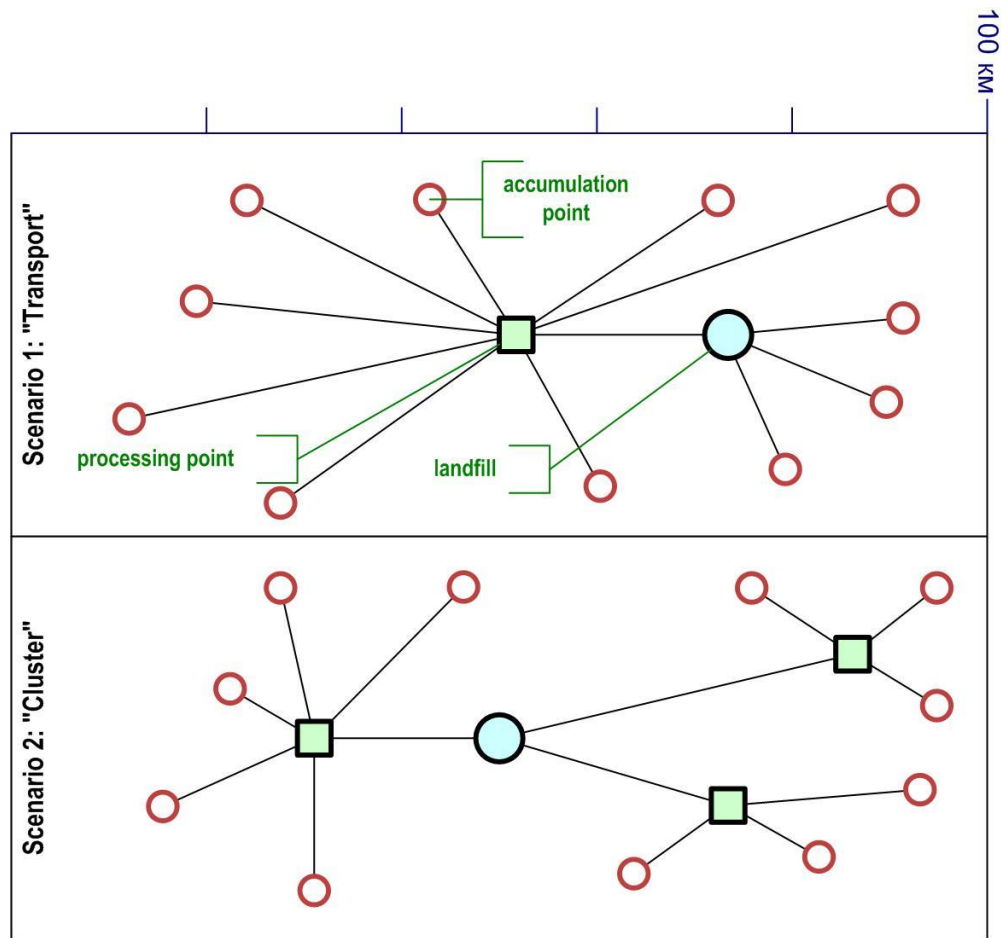 100 км
Scenario 1: "Transport"
accumulation
point
processing point
landfill
Scenario 2: "Cluster"